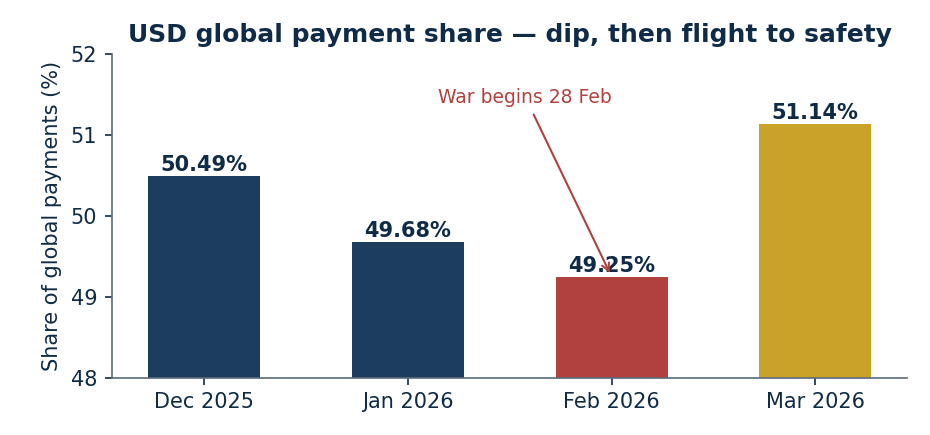 USD global payment share — dip, then flight to safety
Share of global payments (%)
52
51
50
49
48
War begins 28 Feb
50.49%
49.68%
49.25%
51.14%
Dec 2025
Jan 2026
Feb 2026
Mar 2026